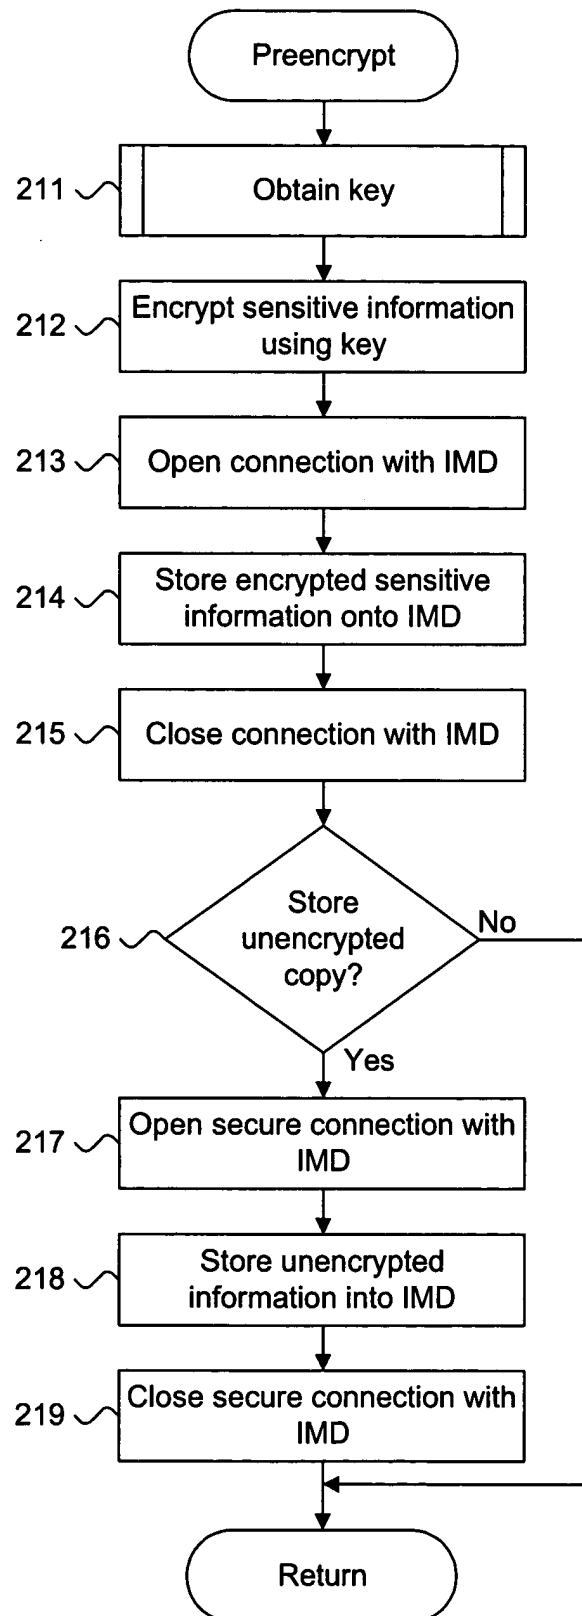 Preencrypt
211
Obtain key
212
Encrypt sensitive information
using key
213
Open connection with IMD
214
Store encrypted sensitive
information onto IMD
215
Close connection with IMD
216
Store
unencrypted
copy?
No
Yes
217
Open secure connection with
IMD
218
Store unencrypted
information into IMD
219
Close secure connection with
IMD
Return